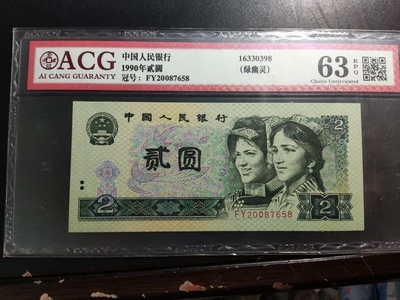 ACG
AI CANG GUARANTY
中国人民银行
1990年贰圆
冠号：FY20087658
16330398
(绿幽灵)
63 EPQ
Choice Uncirculated
中国人民银行
贰圆
2
2
FY20087658
2